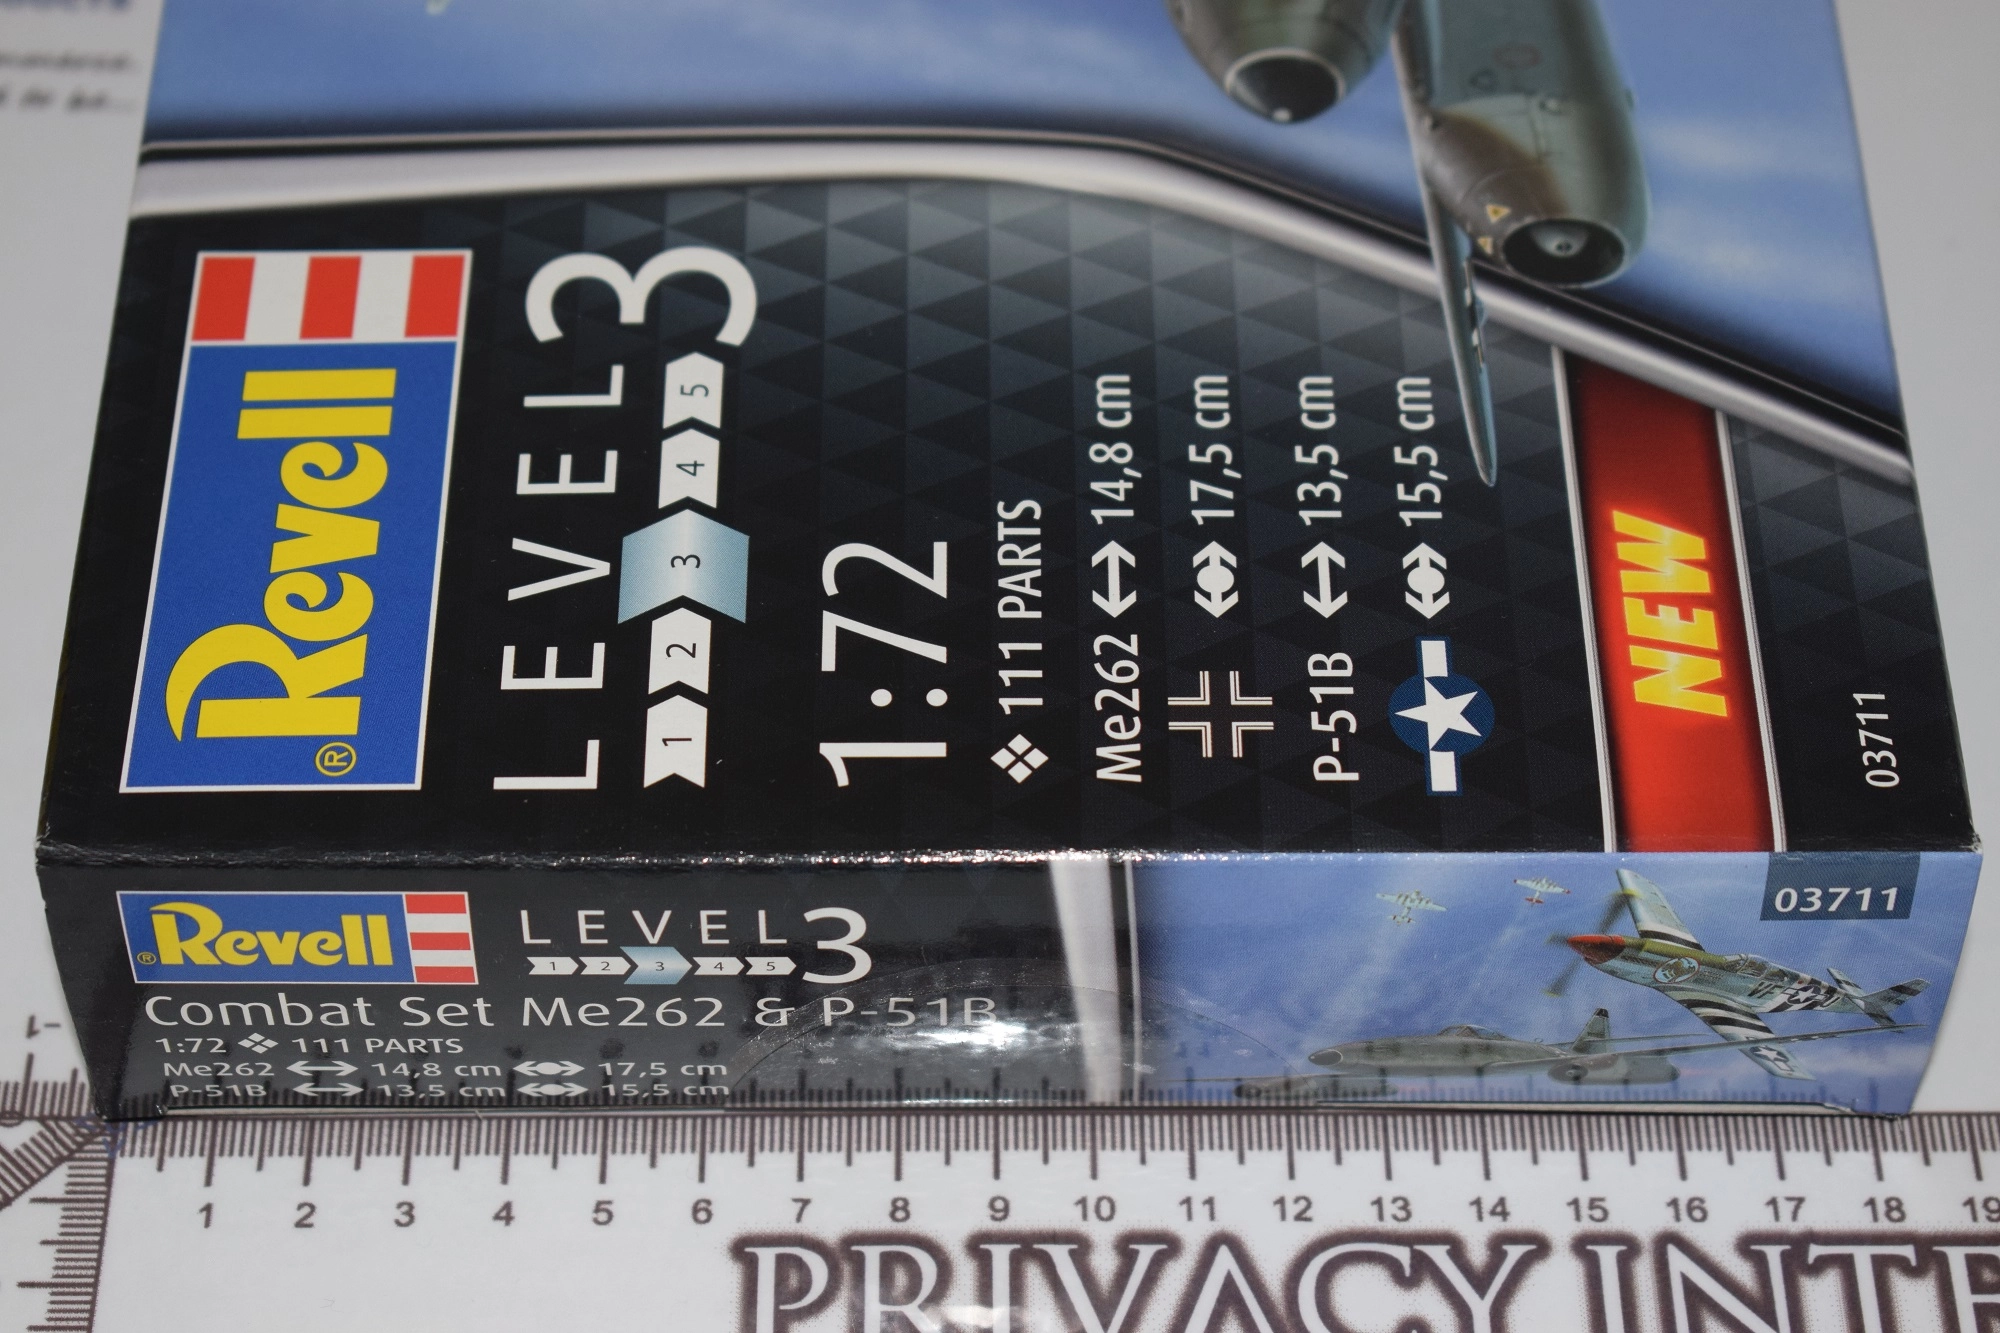 Revell
®
LEVEL 3
1 2 3 4 5
1:72
111 PARTS
Me262 14,8 cm
17,5 cm
P-51B 13,5 cm
15,5 cm
NEW
03711
® Revell
LEVEL 3
1 2 3 4 5
Combat Set Me262 & P-51B
1:72 111 PARTS
Me262 14,8 cm 17,5 cm
P-51B 13,5 cm 15,5 cm
03711
VF
-1
1 2 3 4 5 6 7 8 9 10 11 12 13 14 15 16 17 18 19
PRIVACY INTE